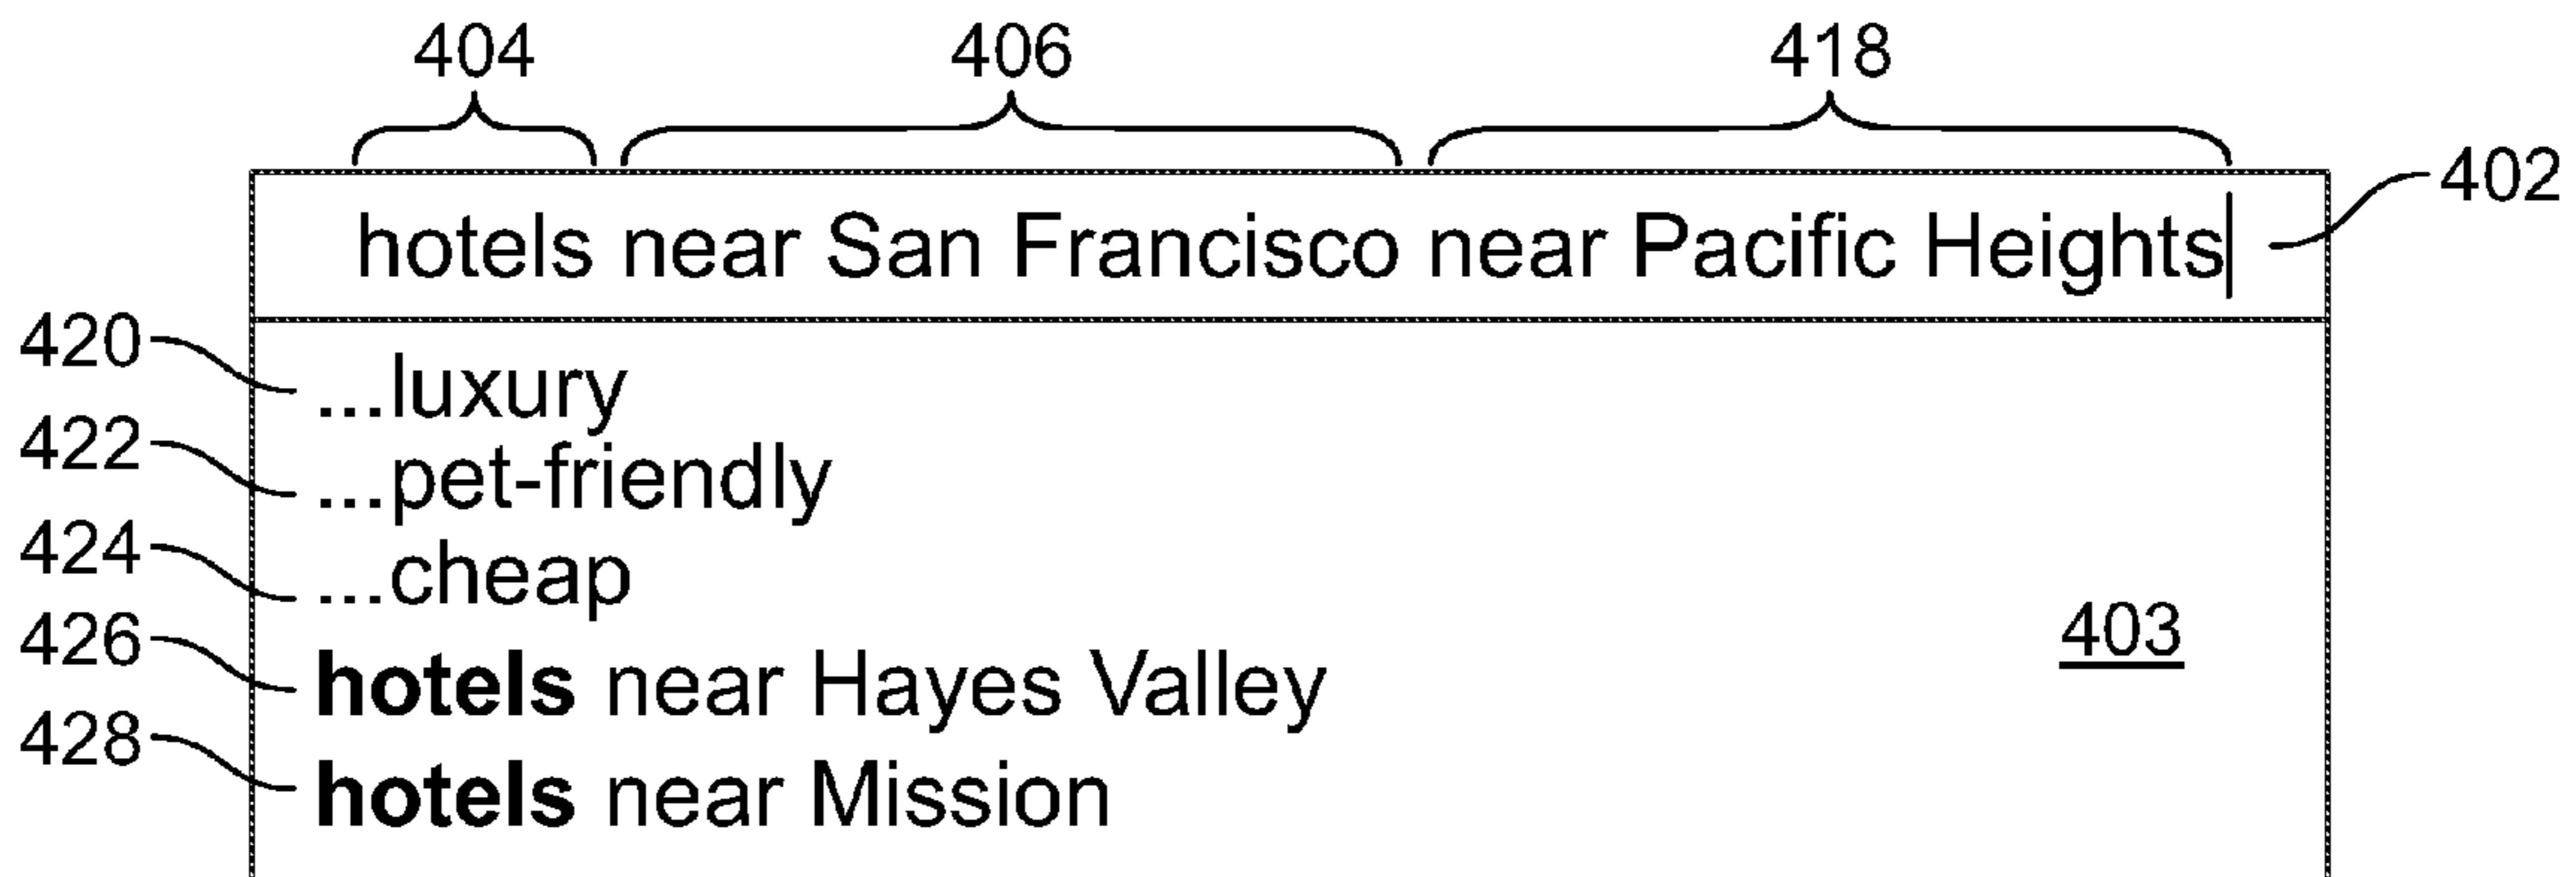 404 406 418
402
hotels near San Francisco near Pacific Heights
420 ...luxury
422 ...pet-friendly
424 ...cheap
403
426 hotels near Hayes Valley
428 hotels near Mission